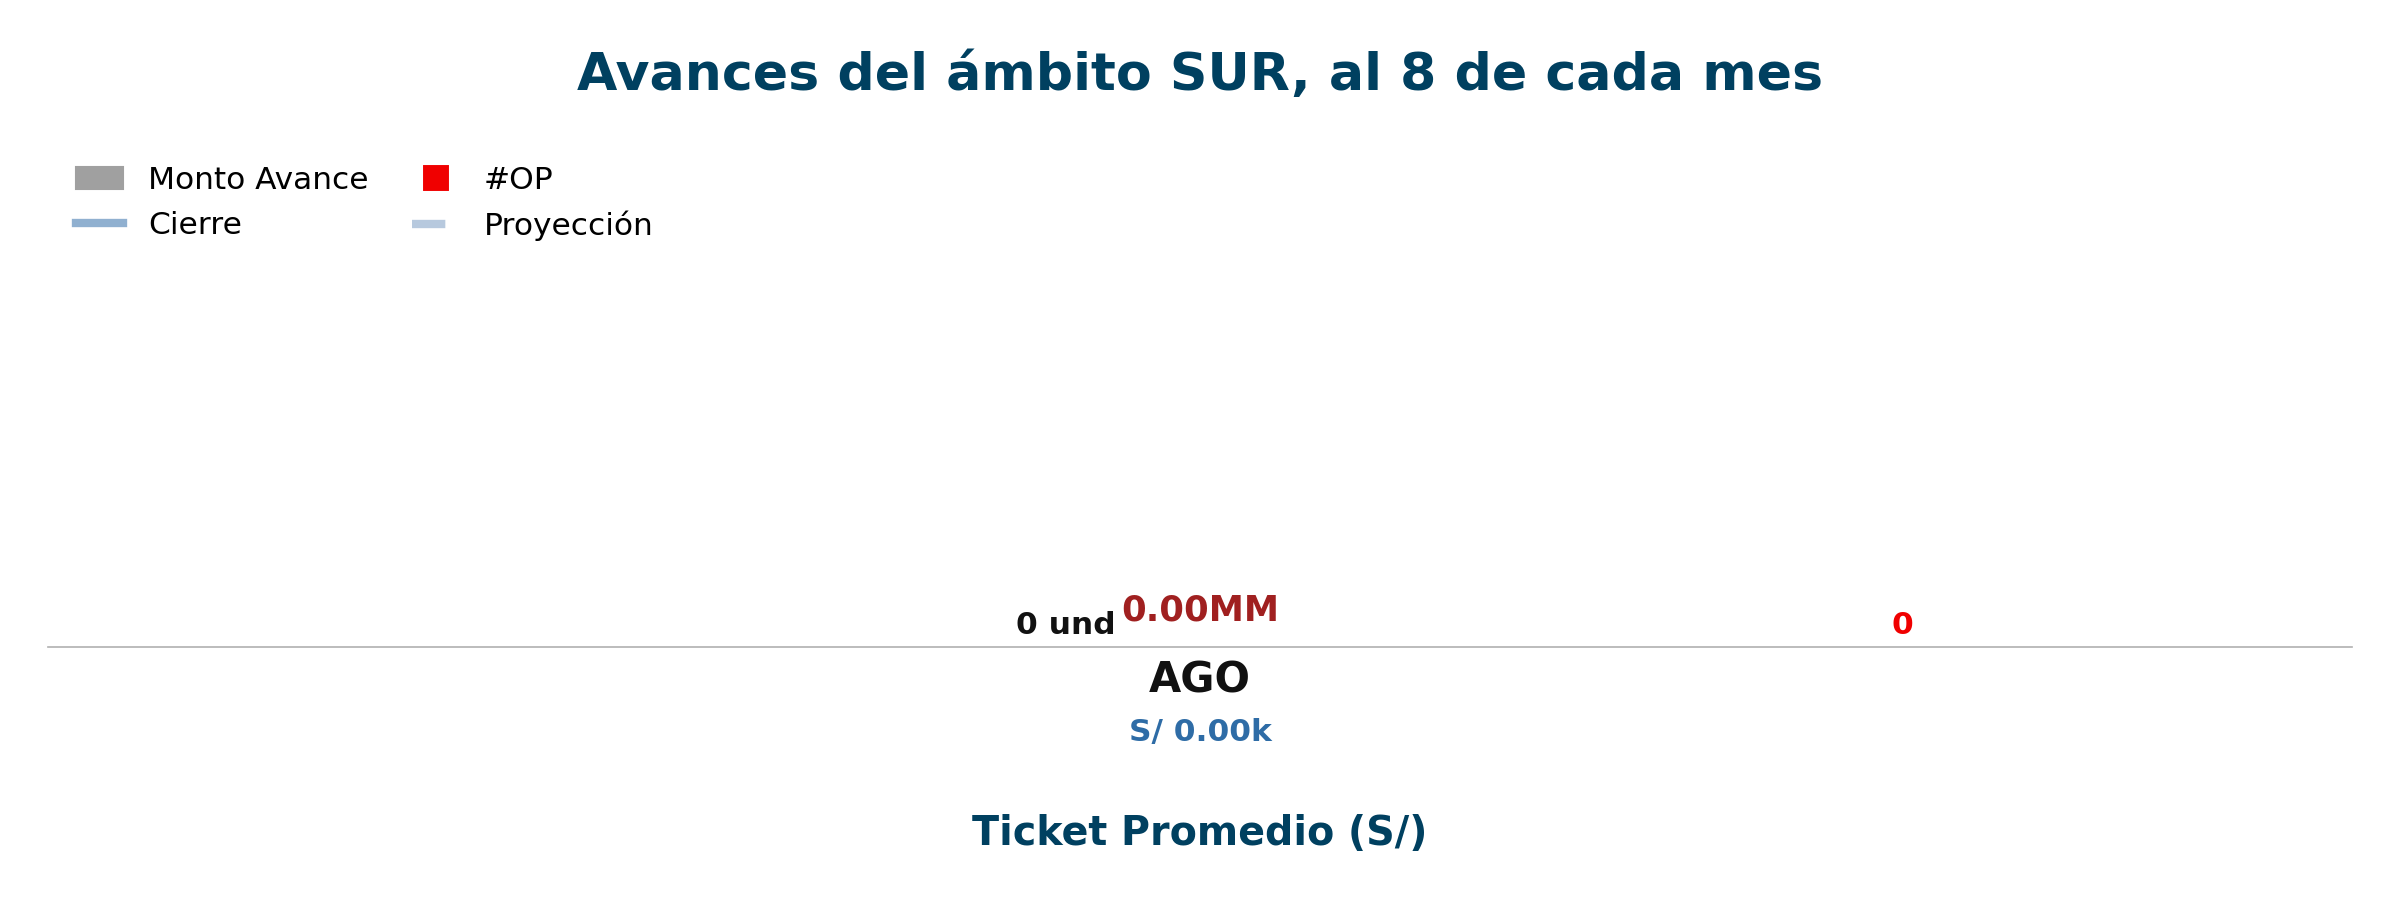 Avances del ámbito SUR, al 8 de cada mes
Monto Avance
#OP
Cierre
Proyección
0 und
0.00MM
0
AGO
S/ 0.00k
Ticket Promedio (S/)